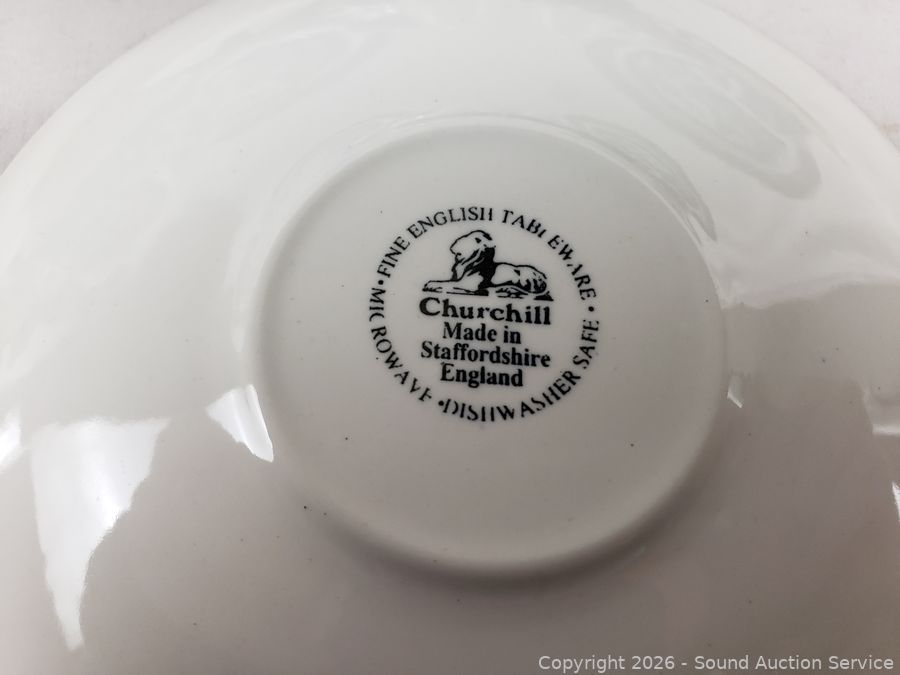 • FINE ENGLISH TABLEWARE •
Churchill
Made in
Staffordshire
England
MICROWAVE • DISHWASHER SAFE
Copyright 2026 - Sound Auction Service